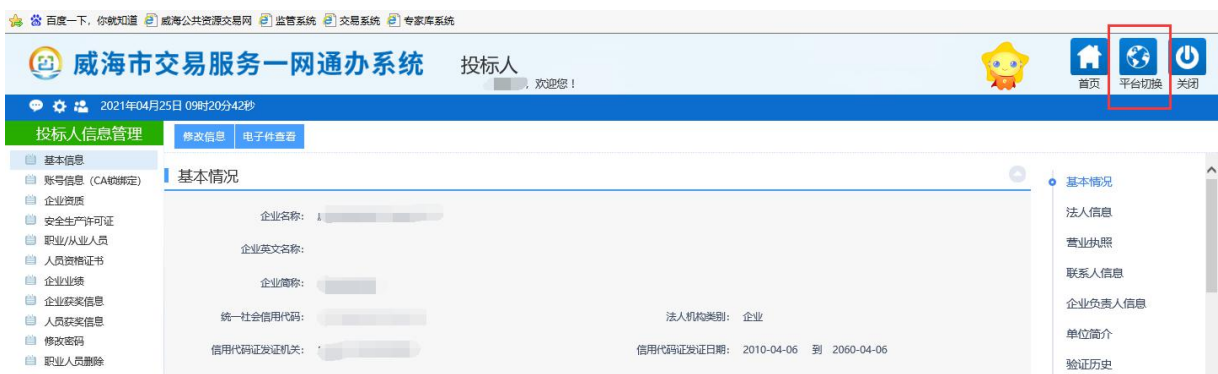 百度一下，你就知道 威海公共资源交易网 监管系统 交易系统 专家库系统
威海市交易服务一网通办系统 投标人
，欢迎您！
首页 平台切换 关闭
2021年04月25日 09时20分42秒
投标人信息管理
修改信息 电子件查看
基本信息
账号信息（CA锁绑定）
企业资质
安全生产许可证
职业/从业人员
人员资格证书
企业业绩
企业获奖信息
人员获奖信息
修改密码
职业人员删除
基本情况
企业名称：
企业英文名称：
企业简称：
统一社会信用代码：
法人机构类别： 企业
信用代码证发证机关：
信用代码证发证日期： 2010-04-06 到 2060-04-06
基本情况
法人信息
营业执照
联系人信息
企业负责人信息
单位简介
验证历史